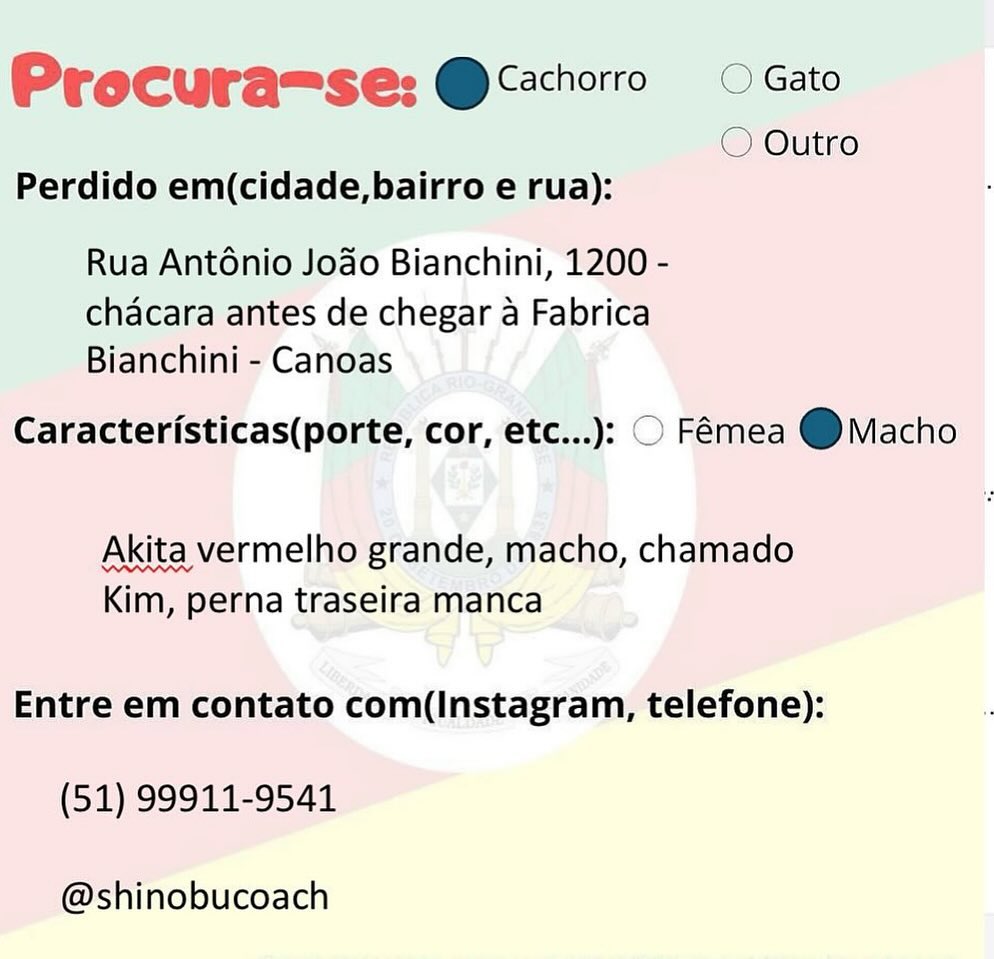 Procura-se: Cachorro Gato
Outro
Perdido em(cidade,bairro e rua):
Rua Antônio João Bianchini, 1200 -
chácara antes de chegar à Fabrica
Bianchini - Canoas
Características(porte, cor, etc...): Fêmea Macho
Akita vermelho grande, macho, chamado
Kim, perna traseira manca
Entre em contato com(Instagram, telefone):
(51) 99911-9541
@shinobucoach